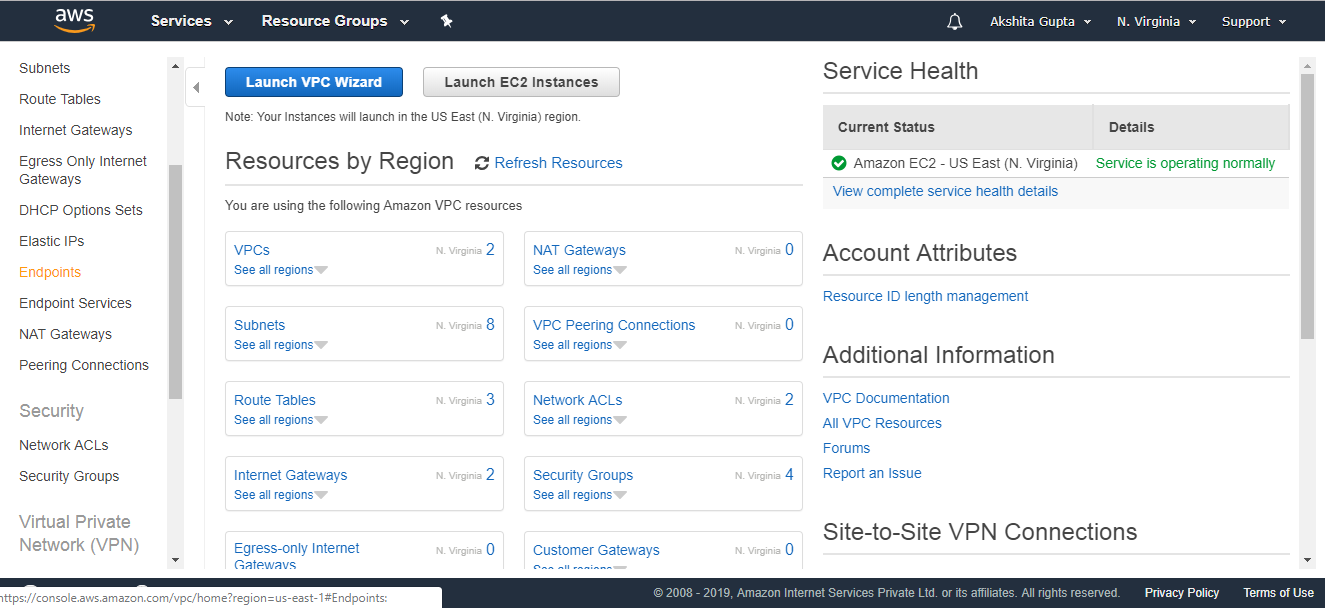 aws Services Resource Groups Akshita Gupta N. Virginia Support
Subnets
Route Tables
Internet Gateways
Egress Only Internet
Gateways
DHCP Options Sets
Elastic IPs
Endpoints
Endpoint Services
NAT Gateways
Peering Connections
Security
Network ACLs
Security Groups
Virtual Private
Network (VPN)
Launch VPC Wizard Launch EC2 Instances
Note: Your Instances will launch in the US East (N. Virginia) region.
Resources by Region Refresh Resources
You are using the following Amazon VPC resources
VPCs N. Virginia 2
See all regions
NAT Gateways N. Virginia 0
See all regions
Subnets N. Virginia 8
See all regions
VPC Peering Connections N. Virginia 0
See all regions
Route Tables N. Virginia 3
See all regions
Network ACLs N. Virginia 2
See all regions
Internet Gateways N. Virginia 2
See all regions
Security Groups N. Virginia 4
See all regions
Egress-only Internet N. Virginia 0
Gateways
Customer Gateways N. Virginia 0
See all regions
Service Health
Current Status Details
Amazon EC2 - US East (N. Virginia) Service is operating normally
View complete service health details
Account Attributes
Resource ID length management
Additional Information
VPC Documentation
All VPC Resources
Forums
Report an Issue
Site-to-Site VPN Connections
© 2008 - 2019, Amazon Internet Services Private Ltd. or its affiliates. All rights reserved. Privacy Policy Terms of Use
https://console.aws.amazon.com/vpc/home?region=us-east-1#Endpoints: